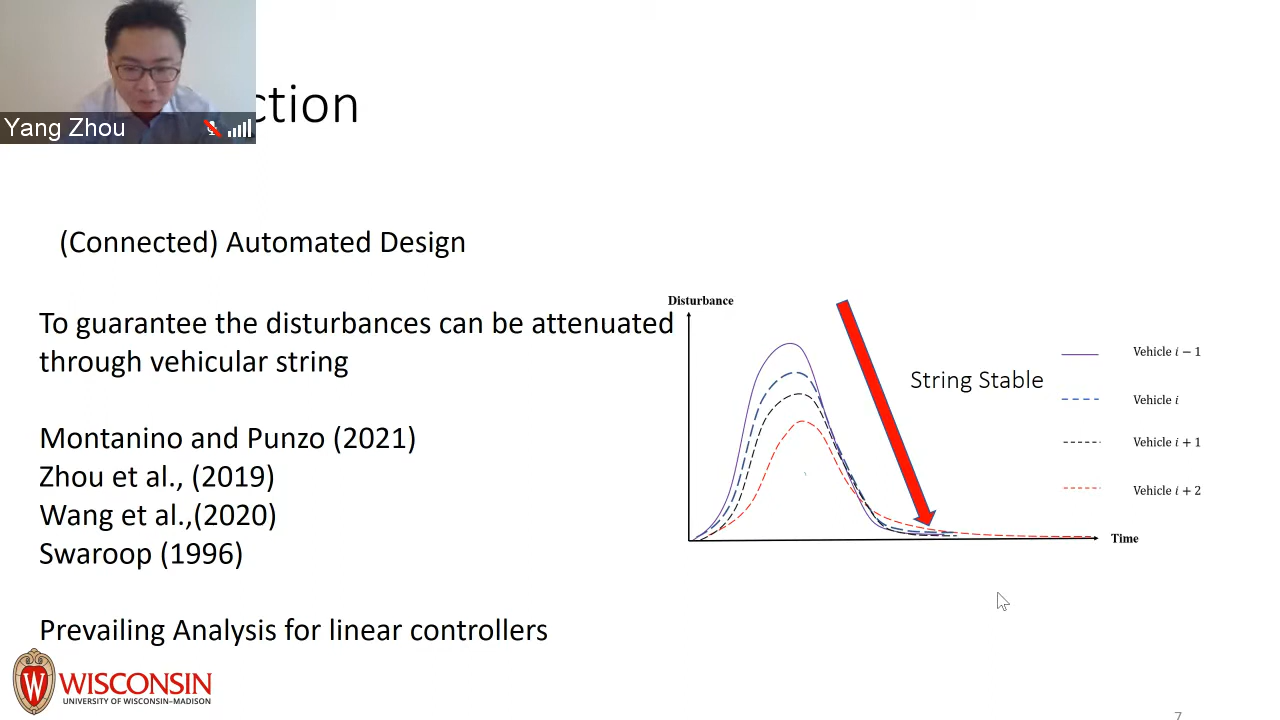 Yang Zhou
ction
(Connected) Automated Design
To guarantee the disturbances can be attenuated
through vehicular string
Montanino and Punzo (2021)
Zhou et al., (2019)
Wang et al.,(2020)
Swaroop (1996)
Prevailing Analysis for linear controllers
Disturbance
String Stable
Vehicle i − 1
Vehicle i
Vehicle i + 1
Vehicle i + 2
Time
W
WISCONSIN
UNIVERSITY OF WISCONSIN–MADISON
7